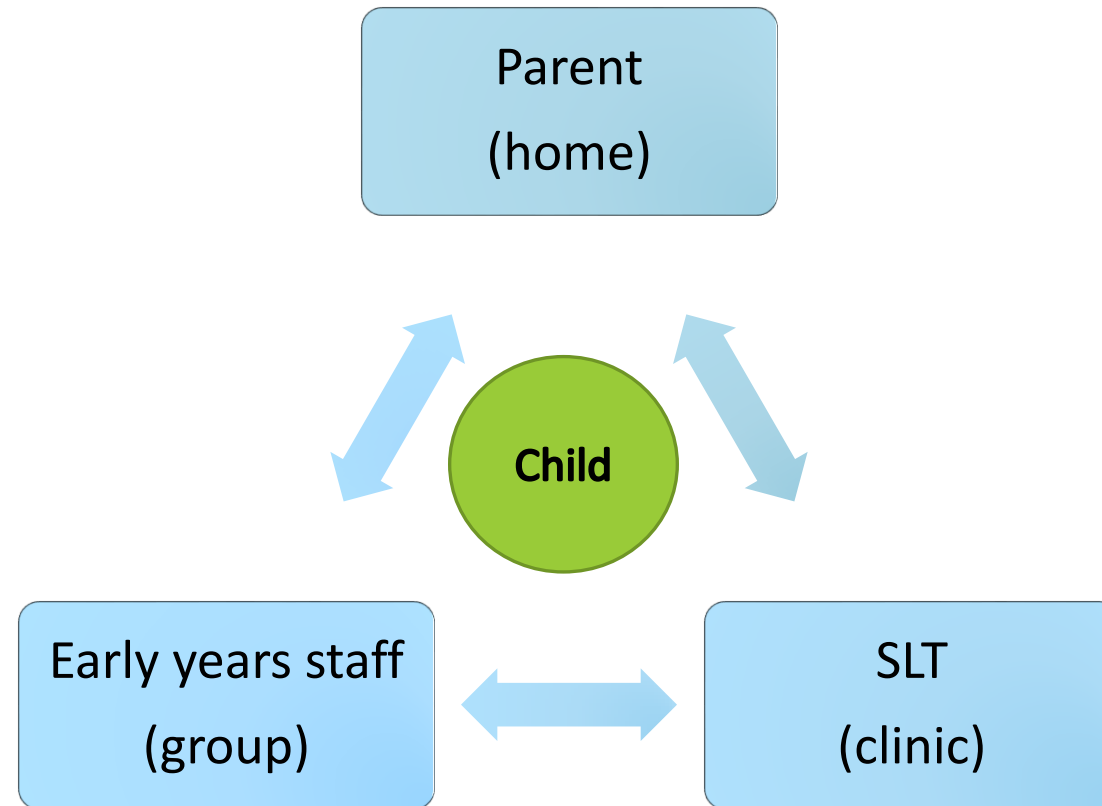 Parent
(home)
Child
Early years staff
(group)
SLT
(clinic)